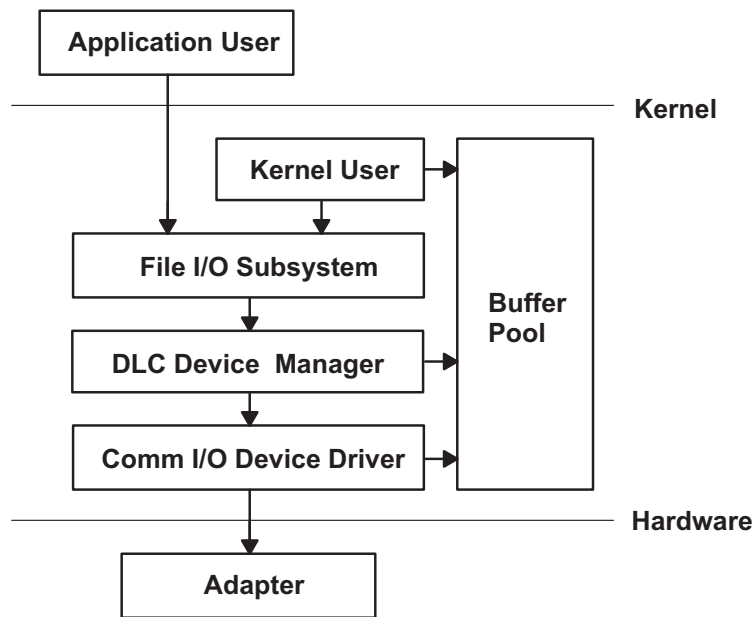 Application User
Kernel
Kernel User
File I/O Subsystem
Buffer
Pool
DLC Device Manager
Comm I/O Device Driver
Hardware
Adapter